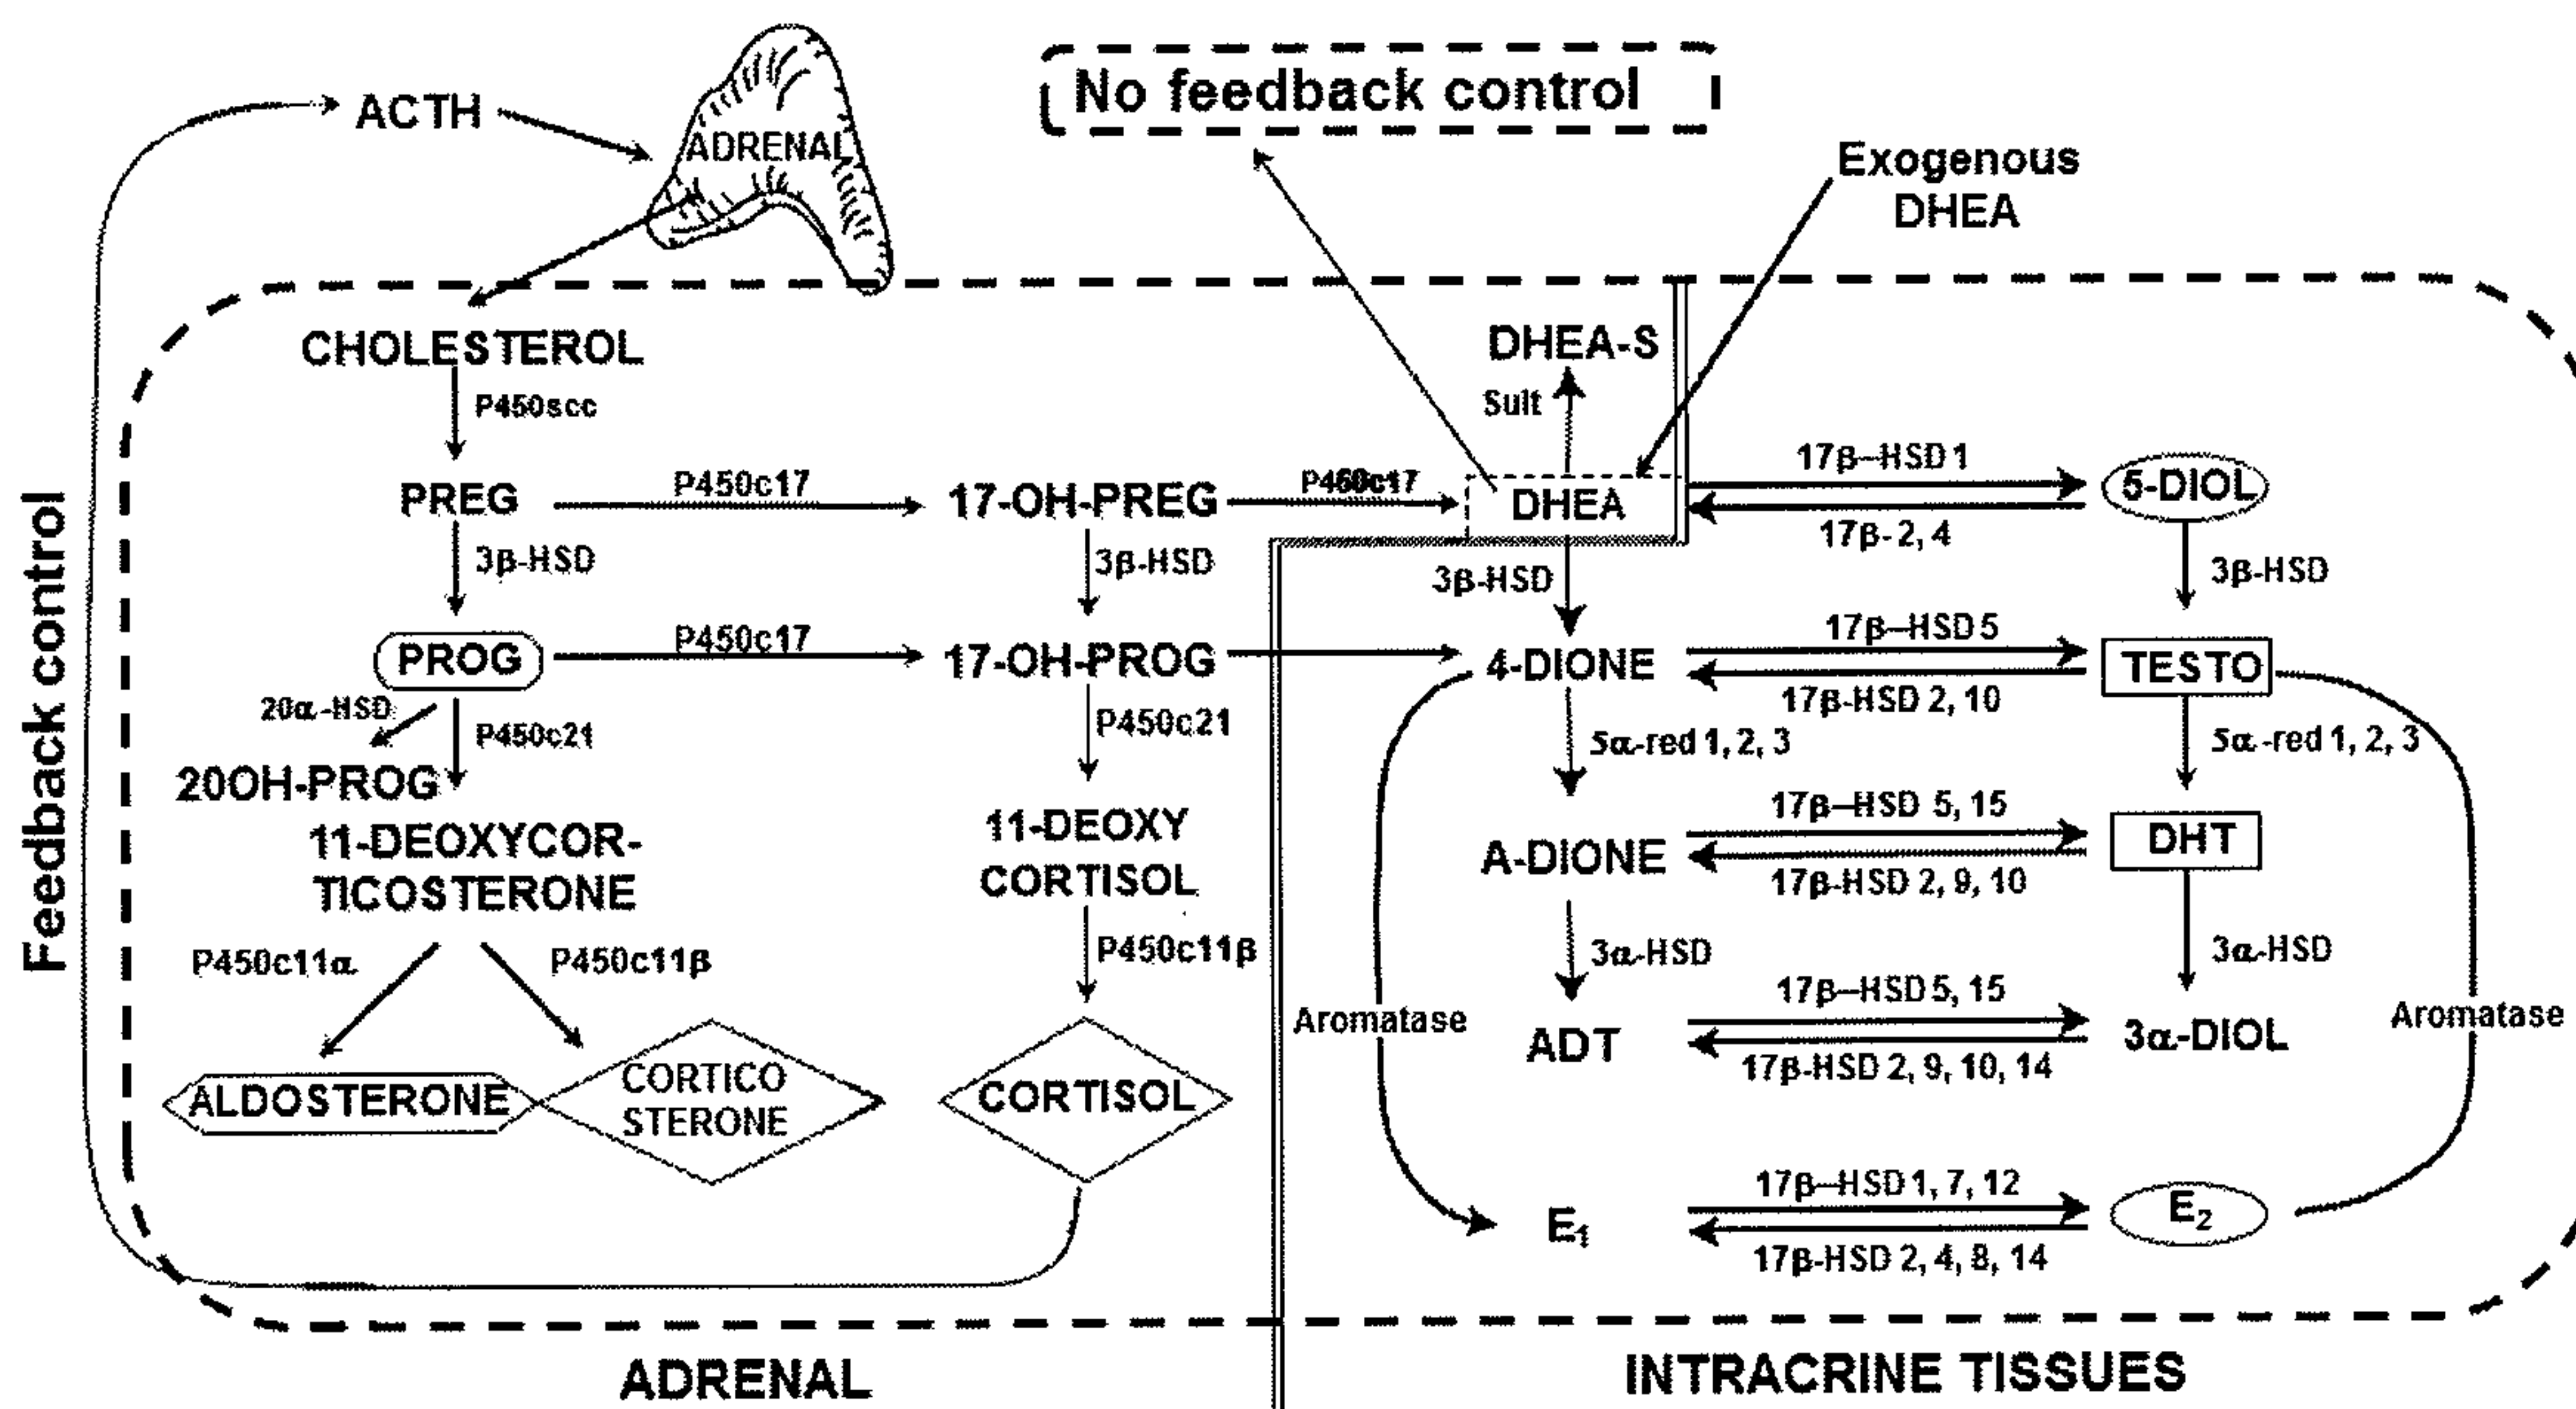 No feedback control
ACTH
ADRENAL
Exogenous
DHEA
Feedback control
CHOLESTEROL
P450scc
DHEA-S
Sult
PREG
P450c17
17-OH-PREG
DHEA
17β–HSD 1
17β-2, 4
5-DIOL
3β-HSD
3β-HSD
3β-HSD
3β-HSD
PROG
P450c17
17-OH-PROG
4-DIONE
17β–HSD 5
17β-HSD 2, 10
TESTO
20α-HSD
P450c21
P450c21
5α-red 1, 2, 3
5α-red 1, 2, 3
20OH-PROG
11-DEOXYCOR-
TICOSTERONE
11-DEOXY
CORTISOL
A-DIONE
17β–HSD 5, 15
17β-HSD 2, 9, 10
DHT
P450c11α
P450c11β
P450c11β
3α-HSD
3α-HSD
ALDOSTERONE
CORTICO
STERONE
CORTISOL
Aromatase
ADT
17β–HSD 5, 15
17β-HSD 2, 9, 10, 14
3α-DIOL
Aromatase
E₁
17β–HSD 1, 7, 12
17β-HSD 2, 4, 8, 14
E₂
ADRENAL
INTRACRINE TISSUES